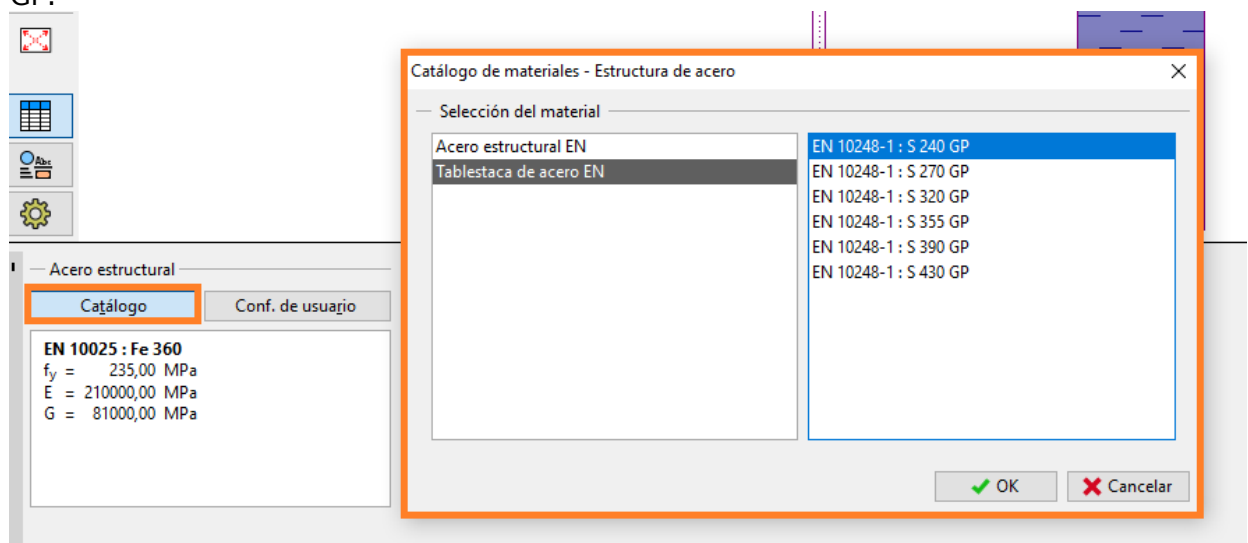 GP.
Catálogo de materiales - Estructura de acero
Selección del material
Acero estructural EN
Tablestaca de acero EN
EN 10248-1 : S 240 GP
EN 10248-1 : S 270 GP
EN 10248-1 : S 320 GP
EN 10248-1 : S 355 GP
EN 10248-1 : S 390 GP
EN 10248-1 : S 430 GP
OK
Cancelar
Abc
Acero estructural
Catálogo
Conf. de usuario
EN 10025 : Fe 360
fy = 235,00 MPa
E = 210000,00 MPa
G = 81000,00 MPa